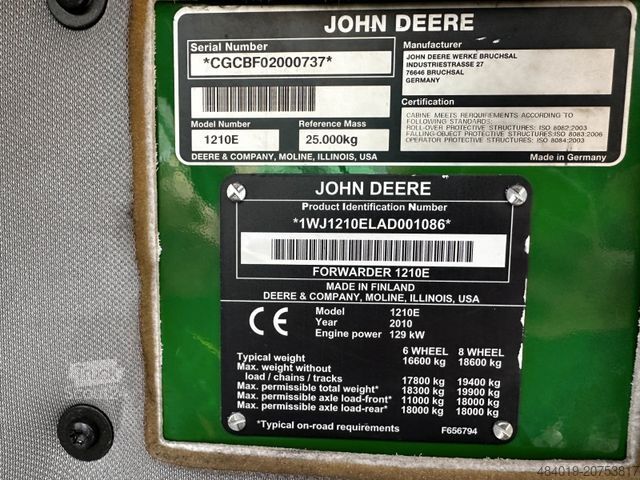 JOHN DEERE
Serial Number
*CGCBF02000737*
Manufacturer
JOHN DEERE WERKE BRUCHSAL
INDUSTRIESTRASSE 27
76646 BRUCHSAL
GERMANY
Model Number Reference Mass
1210E 25.000kg
Certification
CABINE MEETS REQUIREMENTS ACCORDING TO
FOLLOWING STANDARDS:
ROLL-OVER PROTECTIVE STRUCTURES: ISO 8082:2003
FALLING-OBJECT PROTECTIVE STRUCTURES: ISO 8083:2006
OPERATOR PROTECTIVE STRUCTURES: ISO 8084:2003
DEERE & COMPANY, MOLINE, ILLINOIS, USA Made in Germany
JOHN DEERE
Product Identification Number
*1WJ1210ELAD001086*
FORWARDER 1210E
MADE IN FINLAND
DEERE & COMPANY, MOLINE, ILLINOIS, USA
CE
Model 1210E
Year 2010
Engine power 129 kW
6 WHEEL 8 WHEEL
Typical weight 16600 kg 18600 kg
Max. weight without
load / chains / tracks 17800 kg 19400 kg
Max. permissible total weight* 18300 kg 19900 kg
Max. permissible axle load-front* 11000 kg 18000 kg
Max. permissible axle load-rear* 18000 kg 18000 kg
*Typical on-road requirements F656794
484019-20753817